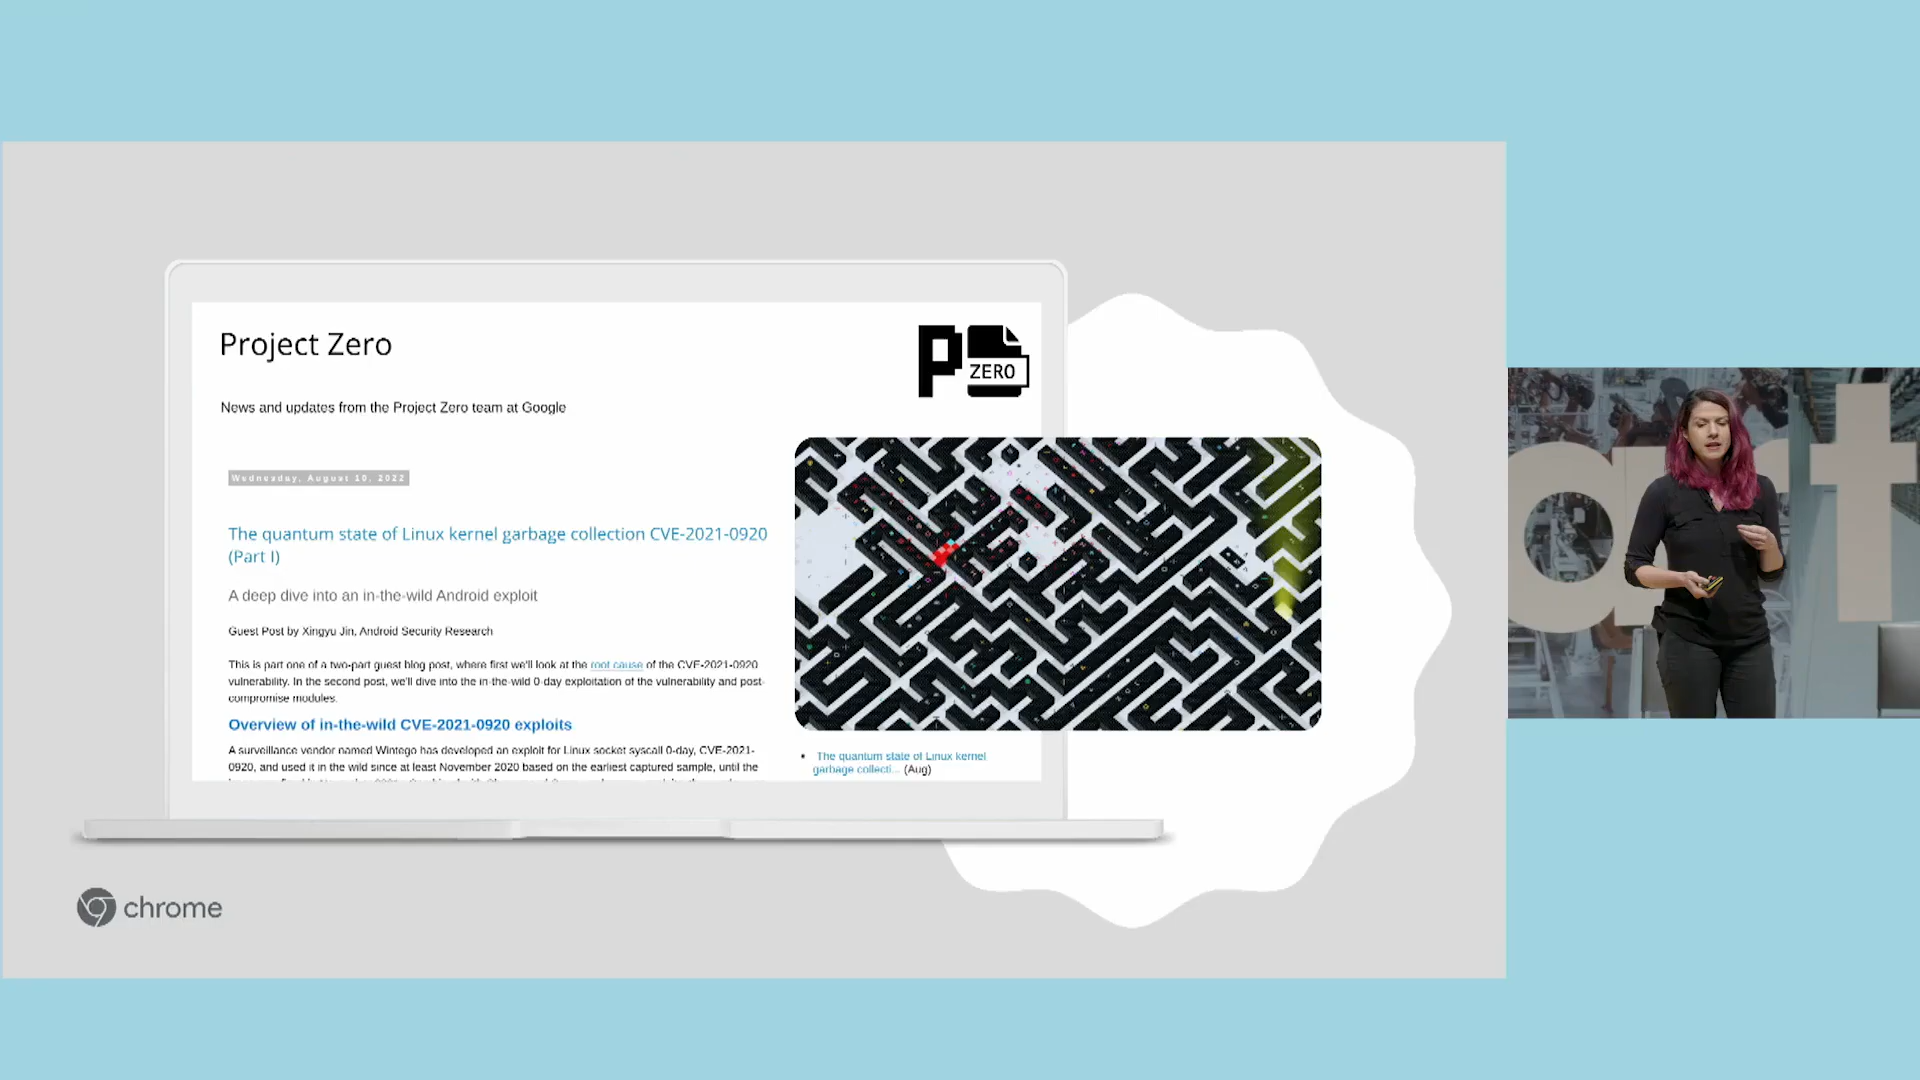 Project Zero
P ZERO
News and updates from the Project Zero team at Google
Wednesday, August 10, 2022
The quantum state of Linux kernel garbage collection CVE-2021-0920
(Part I)
A deep dive into an in-the-wild Android exploit
Guest Post by Xingyu Jin, Android Security Research
This is part one of a two-part guest blog post, where first we'll look at the root cause of the CVE-2021-0920
vulnerability. In the second post, we'll dive into the in-the-wild 0-day exploitation of the vulnerability and post-
compromise modules.
Overview of in-the-wild CVE-2021-0920 exploits
A surveillance vendor named Wintego has developed an exploit for Linux socket syscall 0-day, CVE-2021-
0920, and used it in the wild since at least November 2020 based on the earliest captured sample, until the
• The quantum state of Linux kernel
garbage collecti... (Aug)
chrome
art